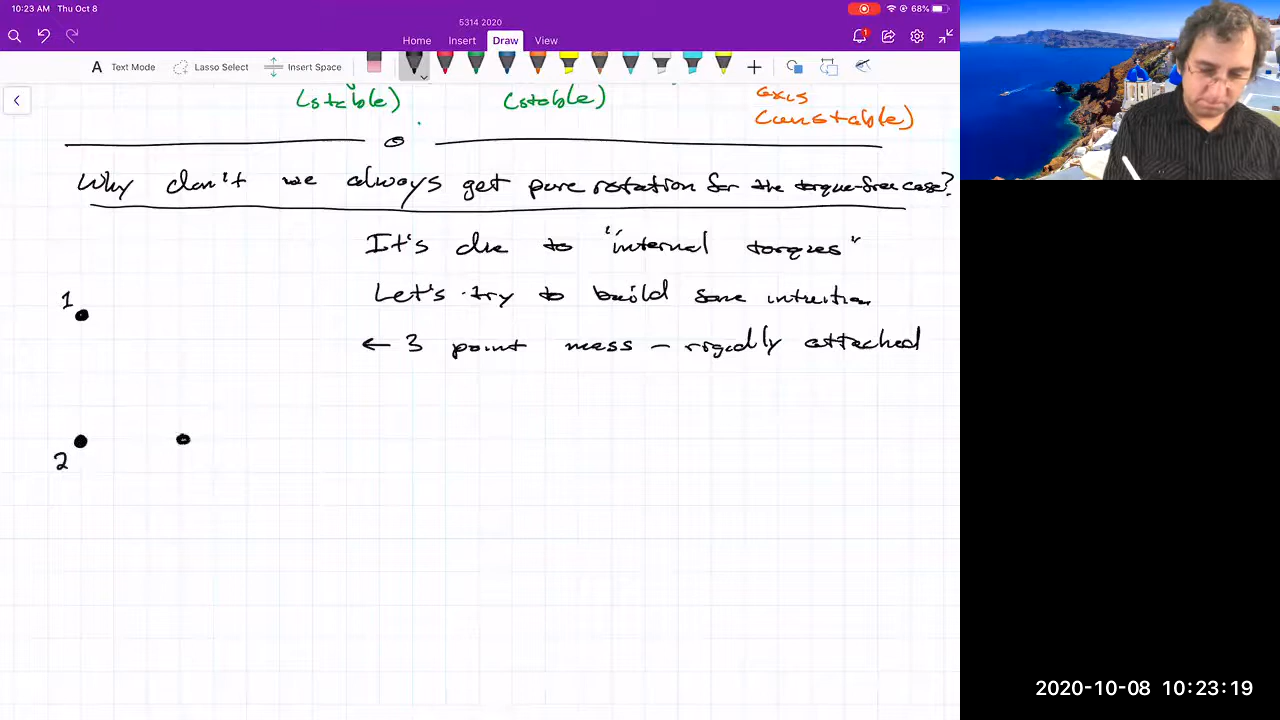 10:23 AM Thu Oct 8
68%
5314 2020
Home Insert Draw View
1
Text Mode Lasso Select Insert Space
(stable) (stable) axis
(unstable)
Why don't we always get pure rotation for the torque-free case?
It's due to "internal torques"
Let's try to build some intuition
1
← 3 point mass – rigidly attached
2
2020-10-08 10:23:19